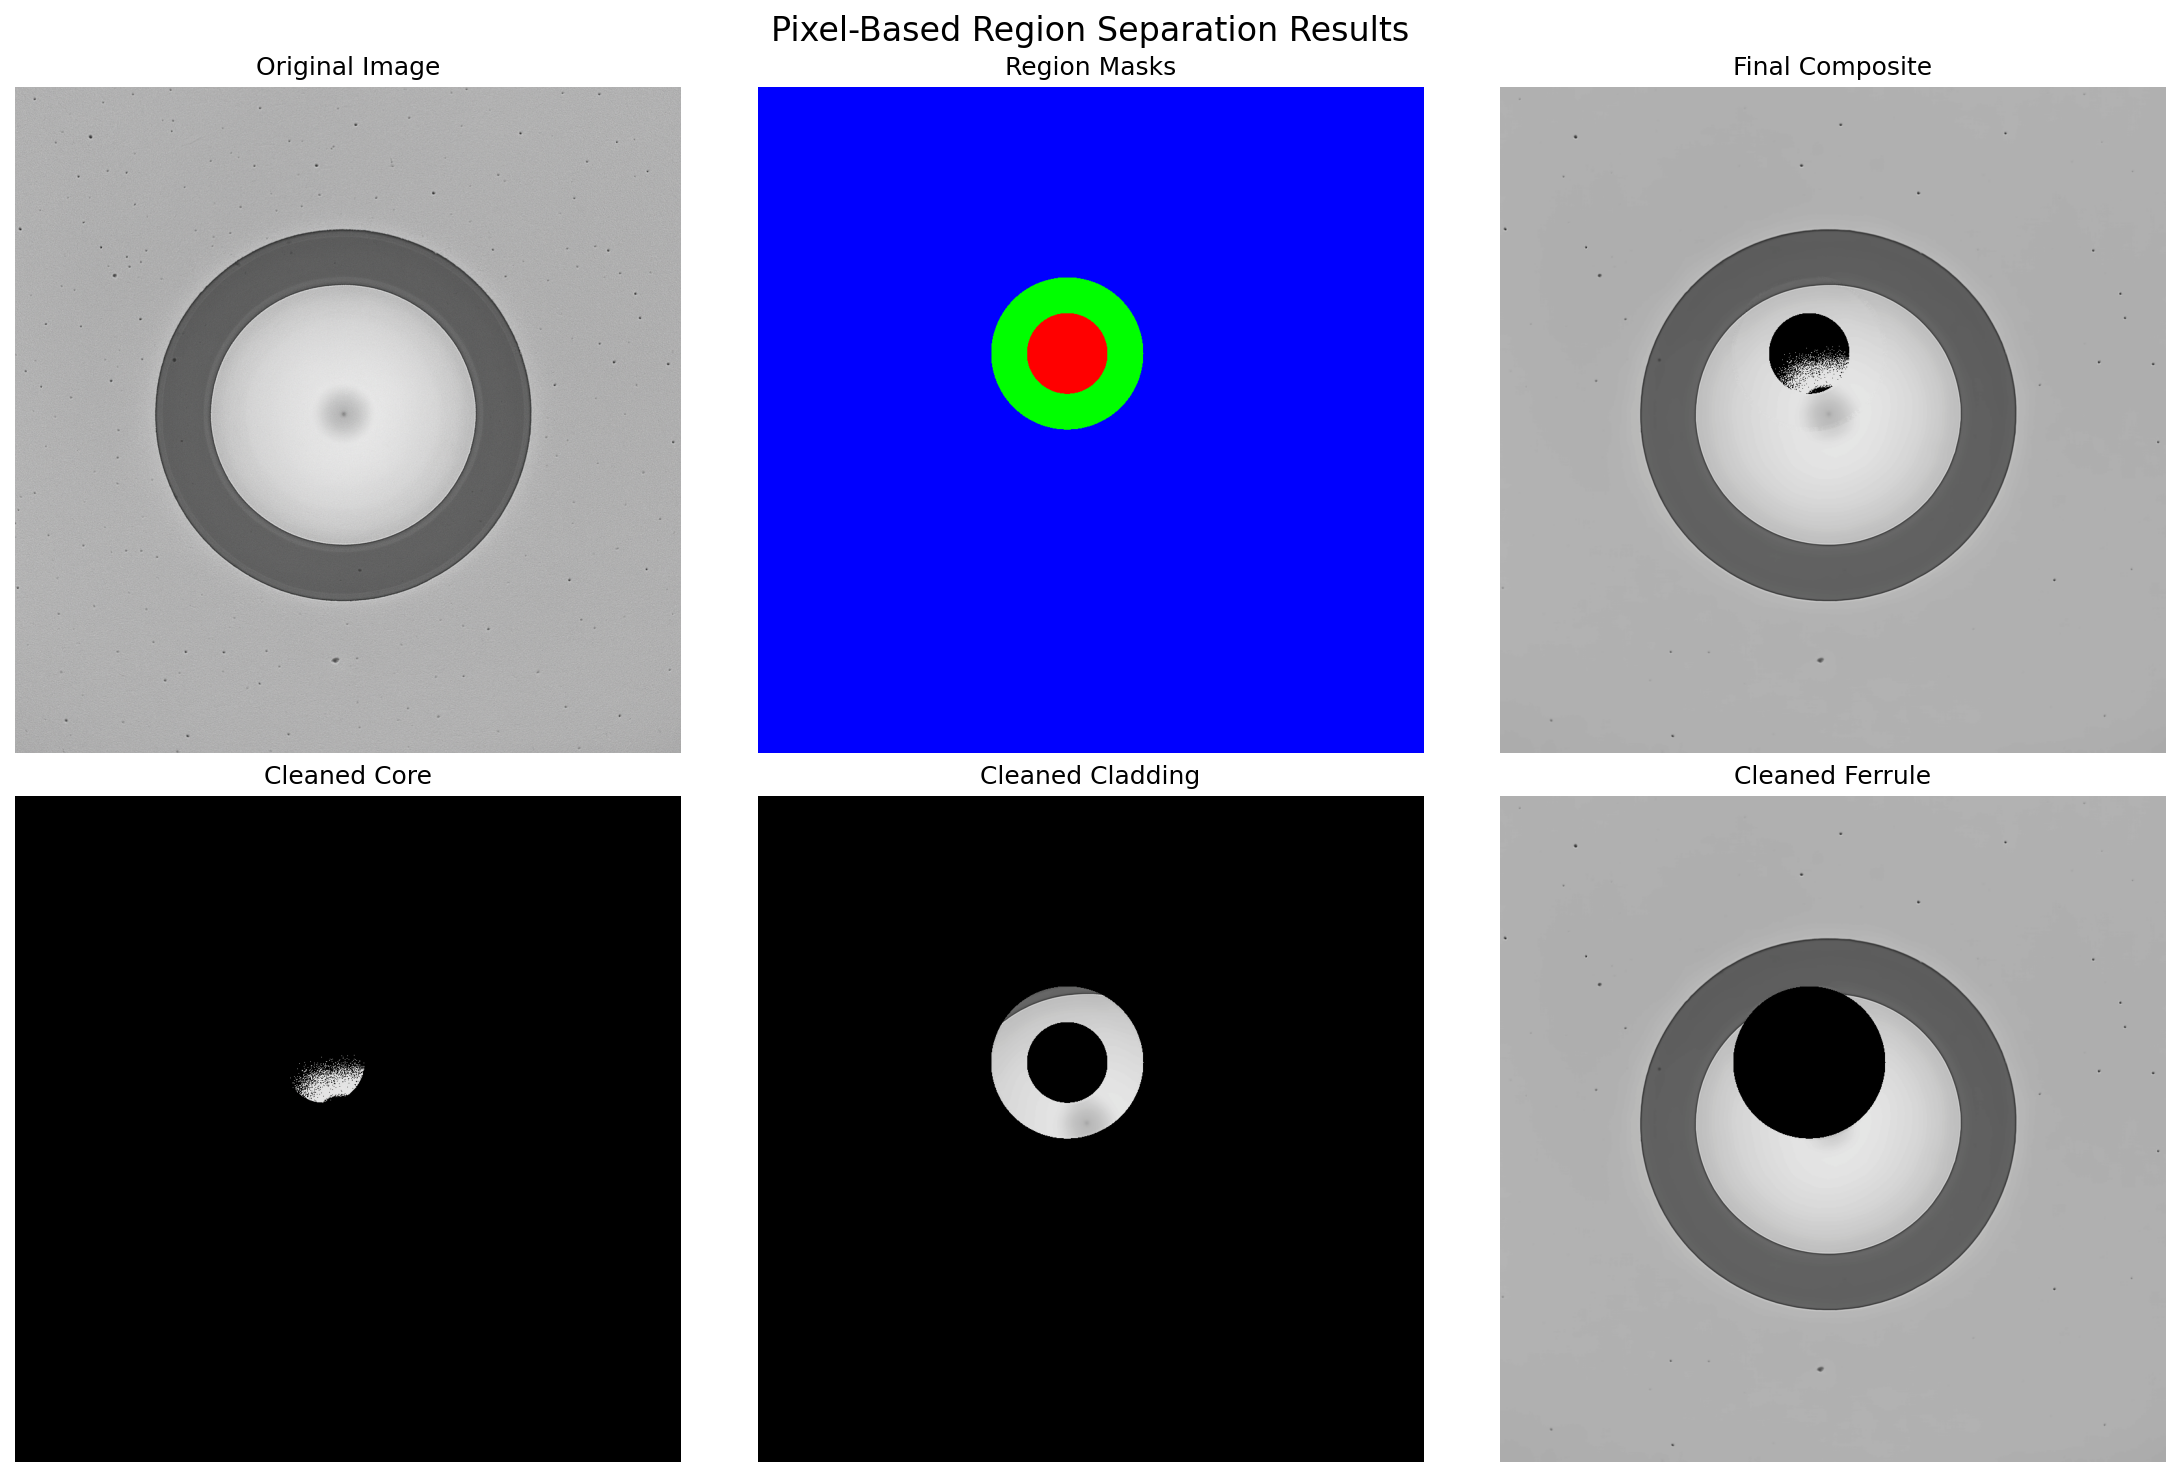 Pixel-Based Region Separation Results
Original Image
Region Masks
Final Composite
Cleaned Core
Cleaned Cladding
Cleaned Ferrule